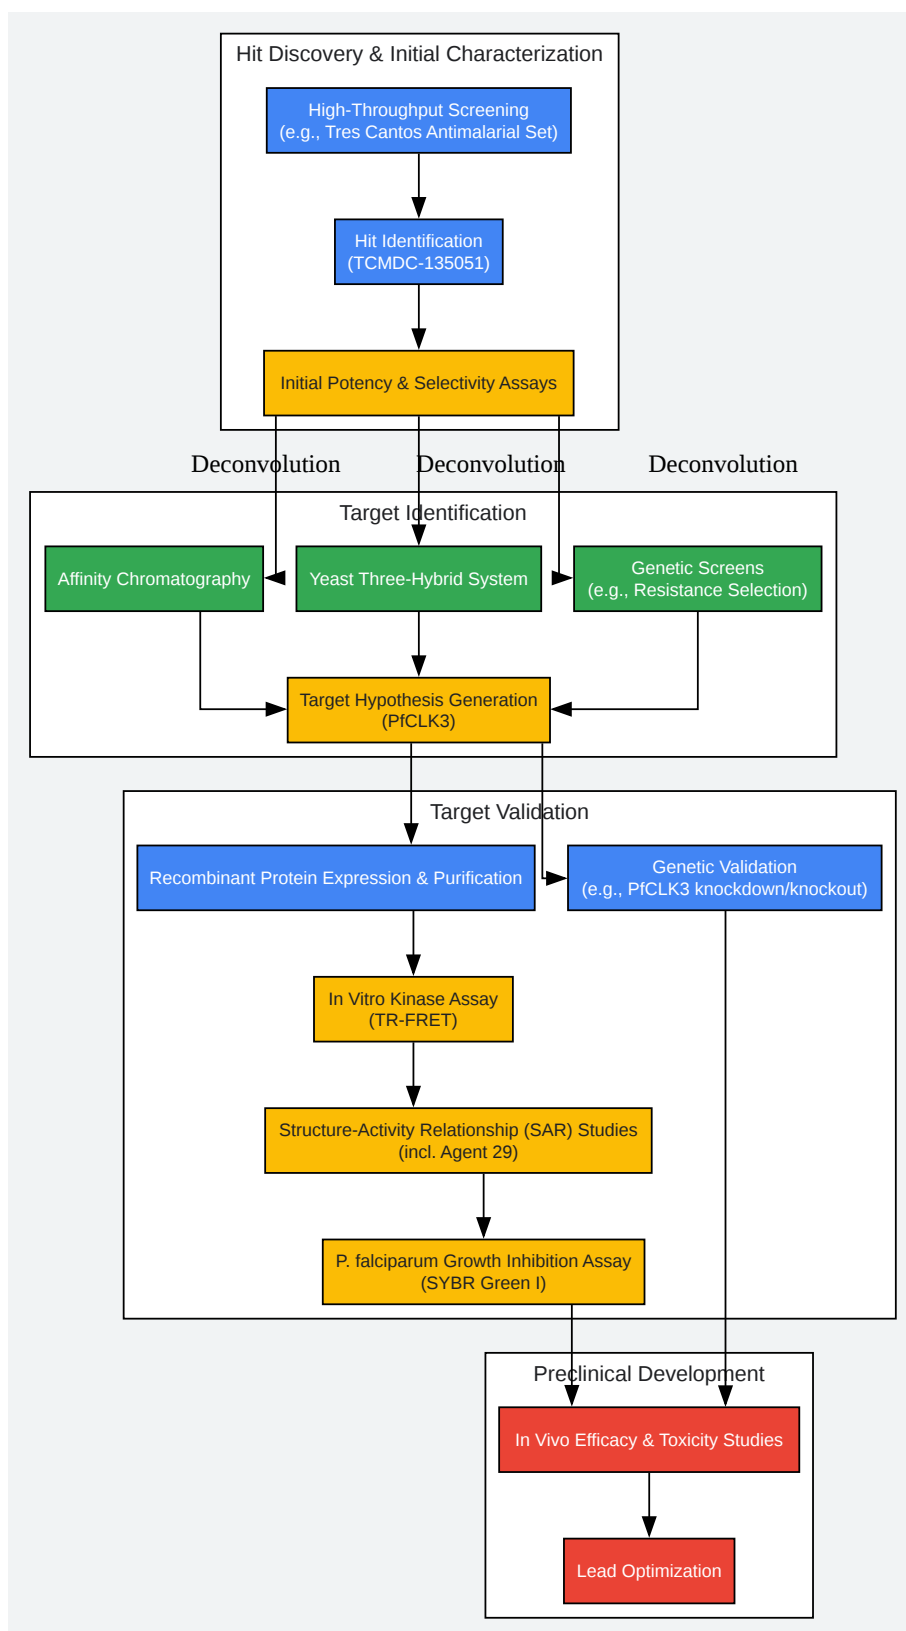 Hit Discovery & Initial Characterization
High-Throughput Screening
(e.g., Tres Cantos Antimalarial Set)
Hit Identification
(TCMDC-135051)
Initial Potency & Selectivity Assays
Deconvolution
Deconvolution
Deconvolution
Target Identification
Affinity Chromatography
Yeast Three-Hybrid System
Genetic Screens
(e.g., Resistance Selection)
Target Hypothesis Generation
(PfCLK3)
Target Validation
Recombinant Protein Expression & Purification
Genetic Validation
(e.g., PfCLK3 knockdown/knockout)
In Vitro Kinase Assay
(TR-FRET)
Structure-Activity Relationship (SAR) Studies
(incl. Agent 29)
P. falciparum Growth Inhibition Assay
(SYBR Green I)
Preclinical Development
In Vivo Efficacy & Toxicity Studies
Lead Optimization